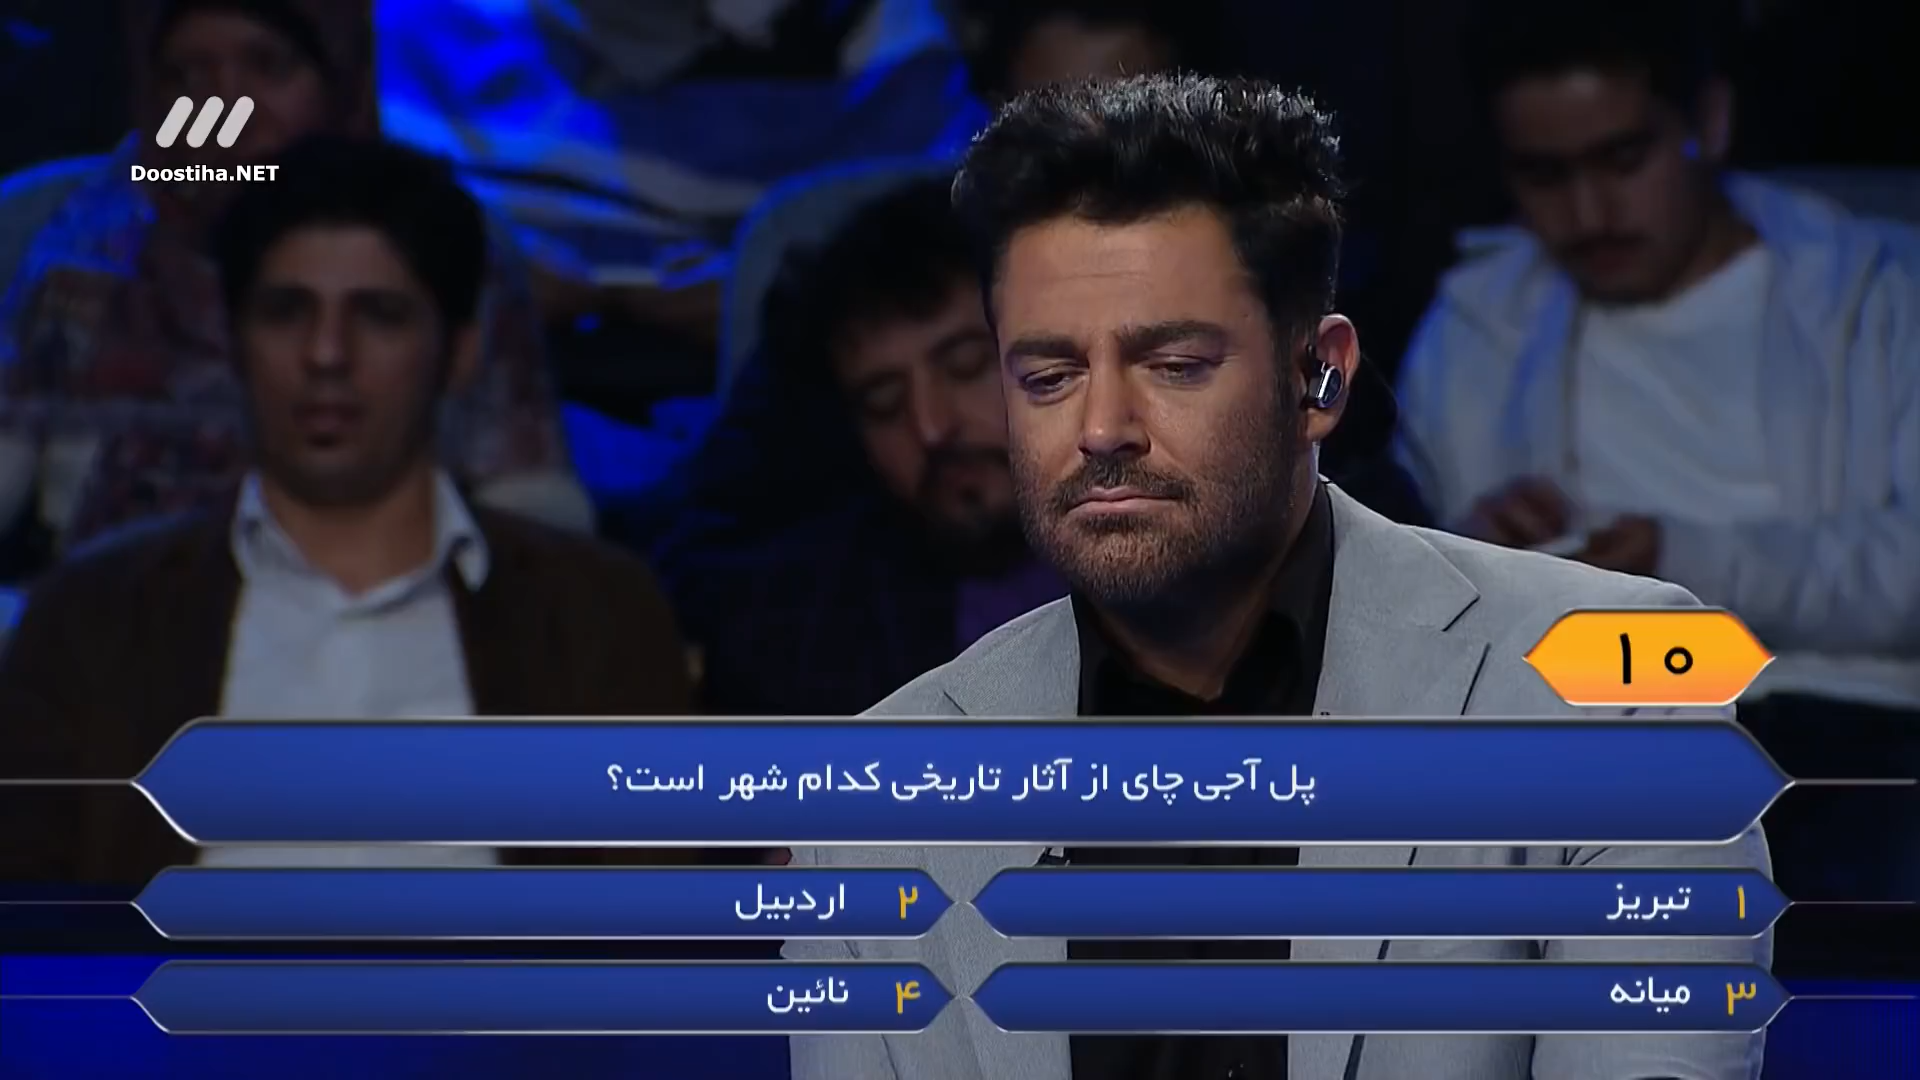 Doostiha.NET
۱۰
پل آجی چای از آثار تاریخی کدام شهر است؟
۱ تبریز
۲ اردبیل
۳ میانه
۴ نائین